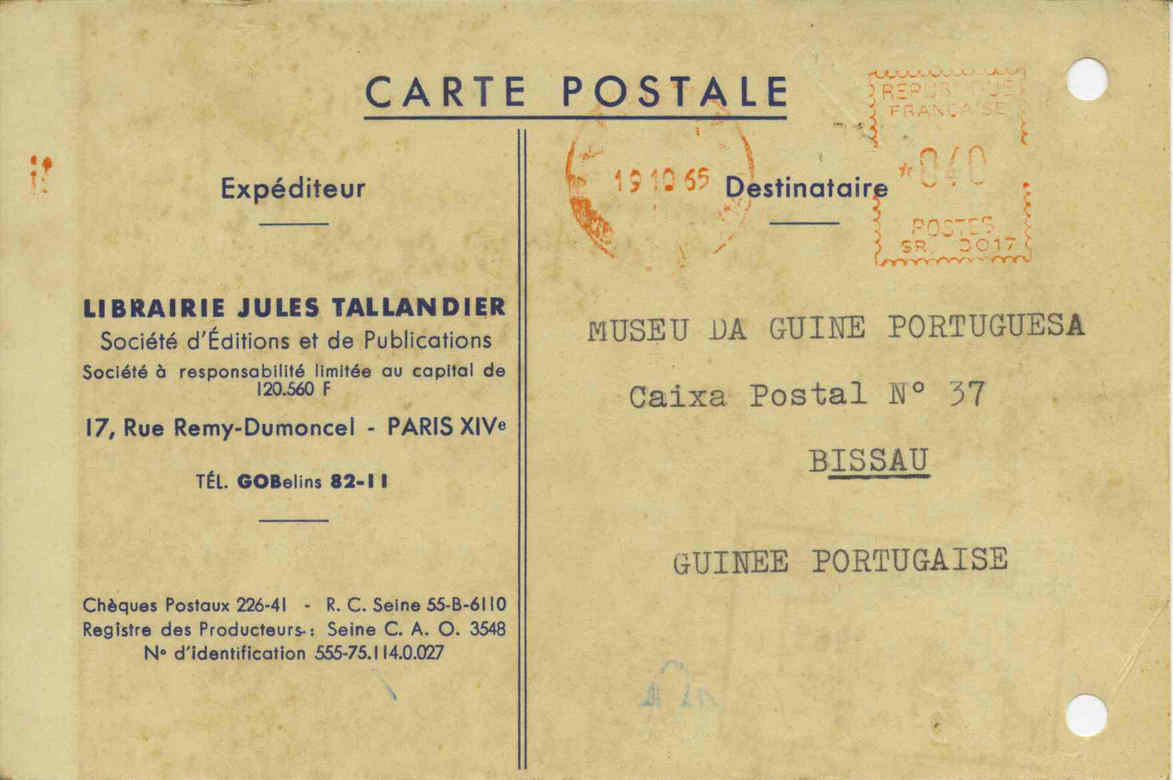 CARTE POSTALE
Expéditeur
LIBRAIRIE JULES TALLANDIER
Société d'Éditions et de Publications
Société à responsabilité limitée au capital de
120.560 F
17, Rue Remy-Dumoncel - PARIS XIVe
TÉL. GOBelins 82-11
Chèques Postaux 226-41 - R. C. Seine 55-B-6110
Registre des Producteurs : Seine C. A. O. 3548
No d'identification 555-75.114.0.027
19 10 65
Destinataire
REPUBLIQUE
FRANÇAISE
*040
POSTES
SR 0017
MUSEU DA GUINE PORTUGUESA
Caixa Postal N° 37
BISSAU
GUINEE PORTUGAISE